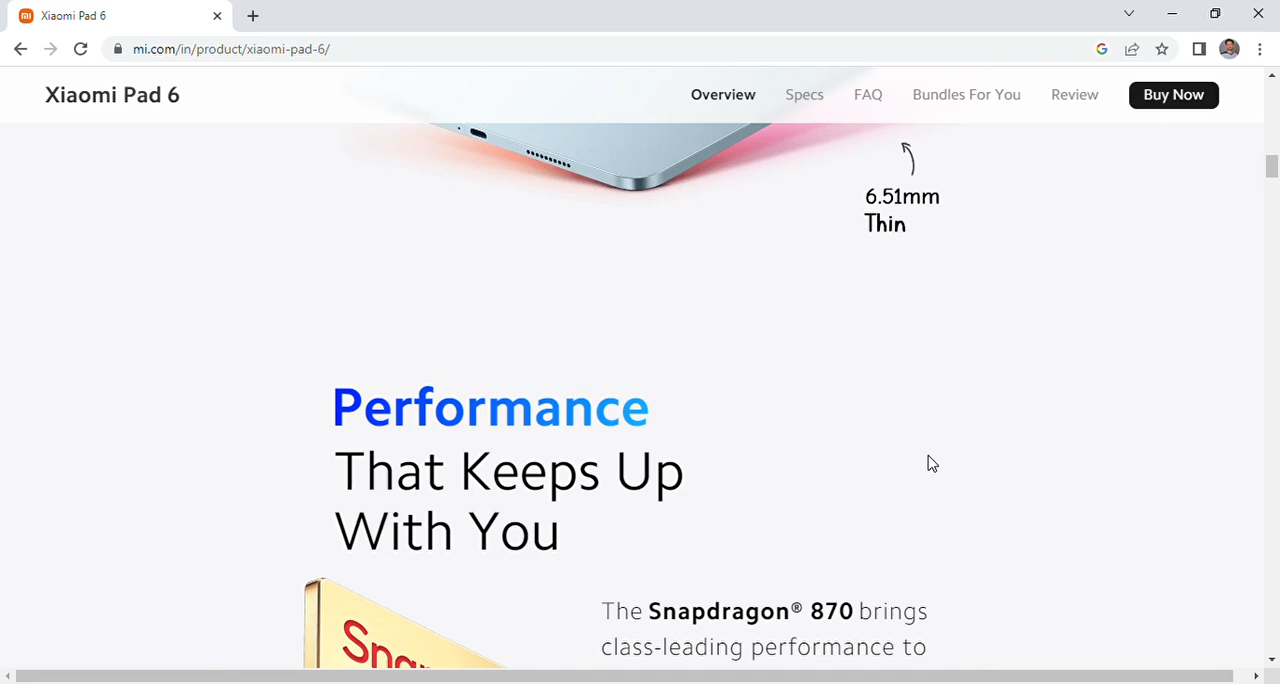 Xiaomi Pad 6
mi.com/in/product/xiaomi-pad-6/
Xiaomi Pad 6 Overview Specs FAQ Bundles For You Review Buy Now
6.51mm
Thin
Performance
That Keeps Up
With You
The Snapdragon® 870 brings
class-leading performance to